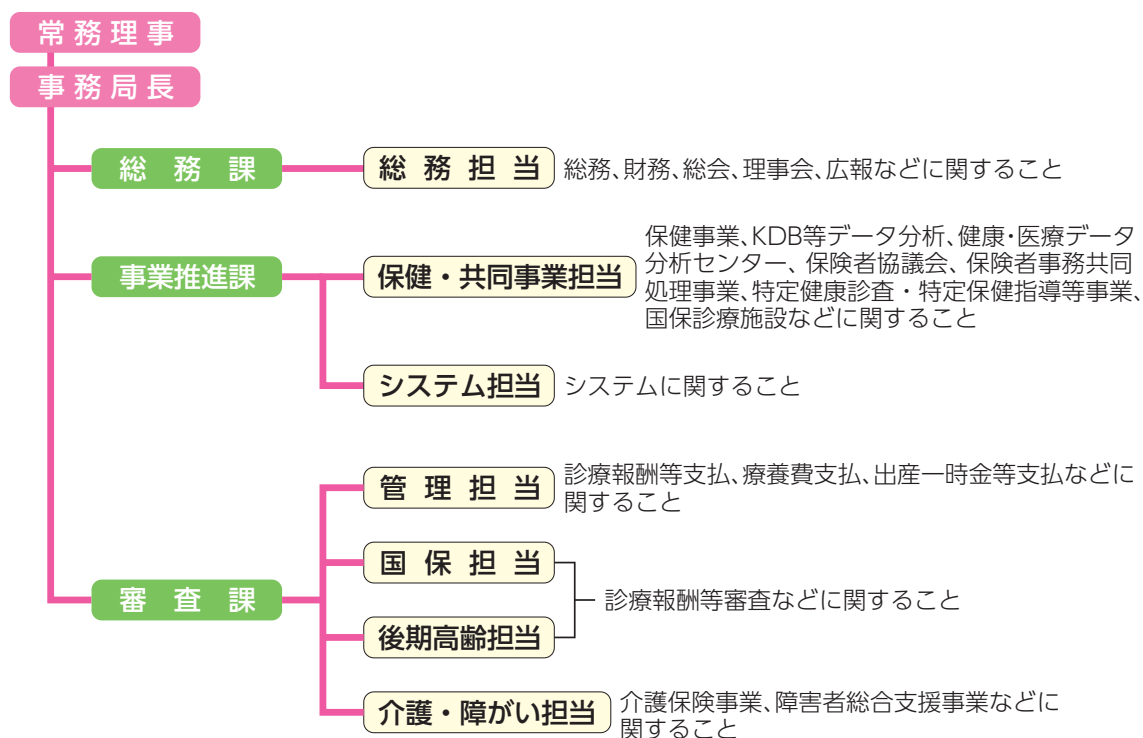 常務理事
事務局長
総務課
総務担当
総務、財務、総会、理事会、広報などに関すること
事業推進課
保健・共同事業担当
保健事業、KDB等データ分析、健康・医療データ
分析センター、保険者協議会、保険者事務共同
処理事業、特定健康診査・特定保健指導等事業、
国保診療施設などに関すること
システム担当
システムに関すること
審査課
管理担当
診療報酬等支払、療養費支払、出産一時金等支払などに
関すること
国保担当
後期高齢担当
診療報酬等審査などに関すること
介護・障がい担当
介護保険事業、障害者総合支援事業などに
関すること